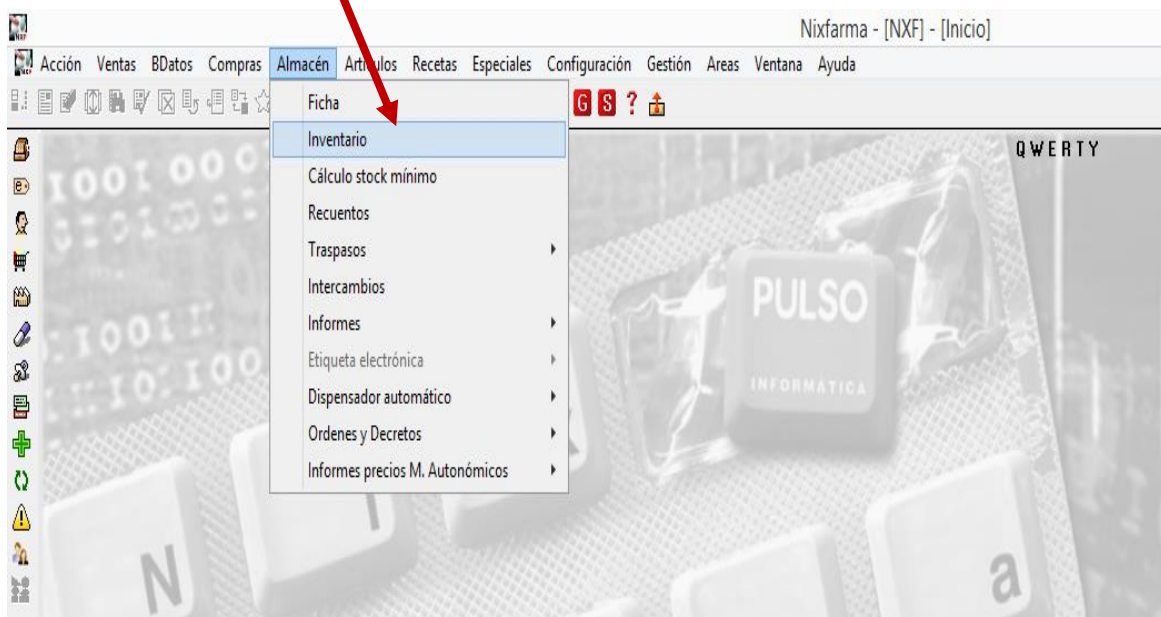 Nixfarma - [NXF] - [Inicio]
Acción Ventas BDatos Compras Almacén Artículos Recetas Especiales Configuración Gestión Areas Ventana Ayuda
G S ?
Ficha
Inventario
Cálculo stock mínimo
Recuentos
Traspasos
Intercambios
Informes
Etiqueta electrónica
Dispensador automático
Ordenes y Decretos
Informes precios M. Autonómicos
QWERTY
PULSO
INFORMATICA
N
a